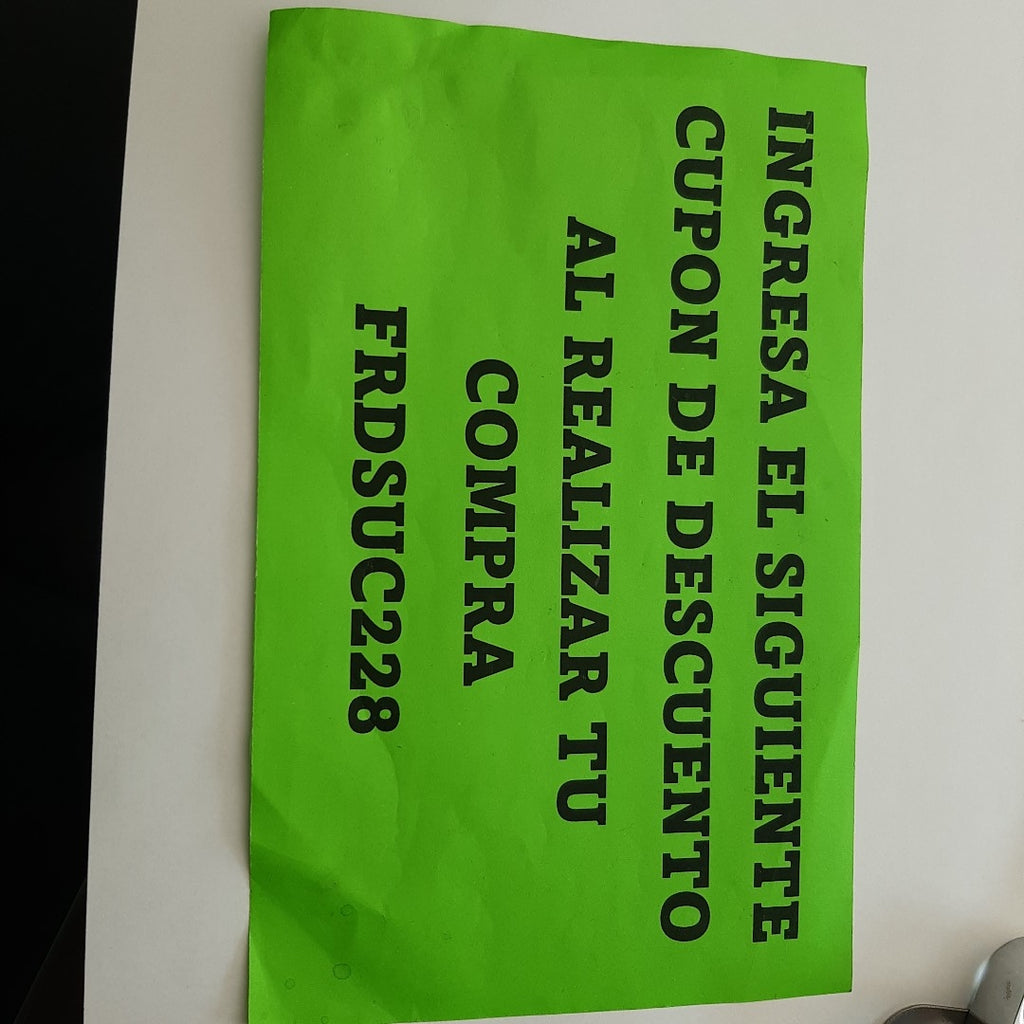 INGRESA EL SIGUIENTE
CUPON DE DESCUENTO
AL REALIZAR TU
COMPRA
FRDSUC228